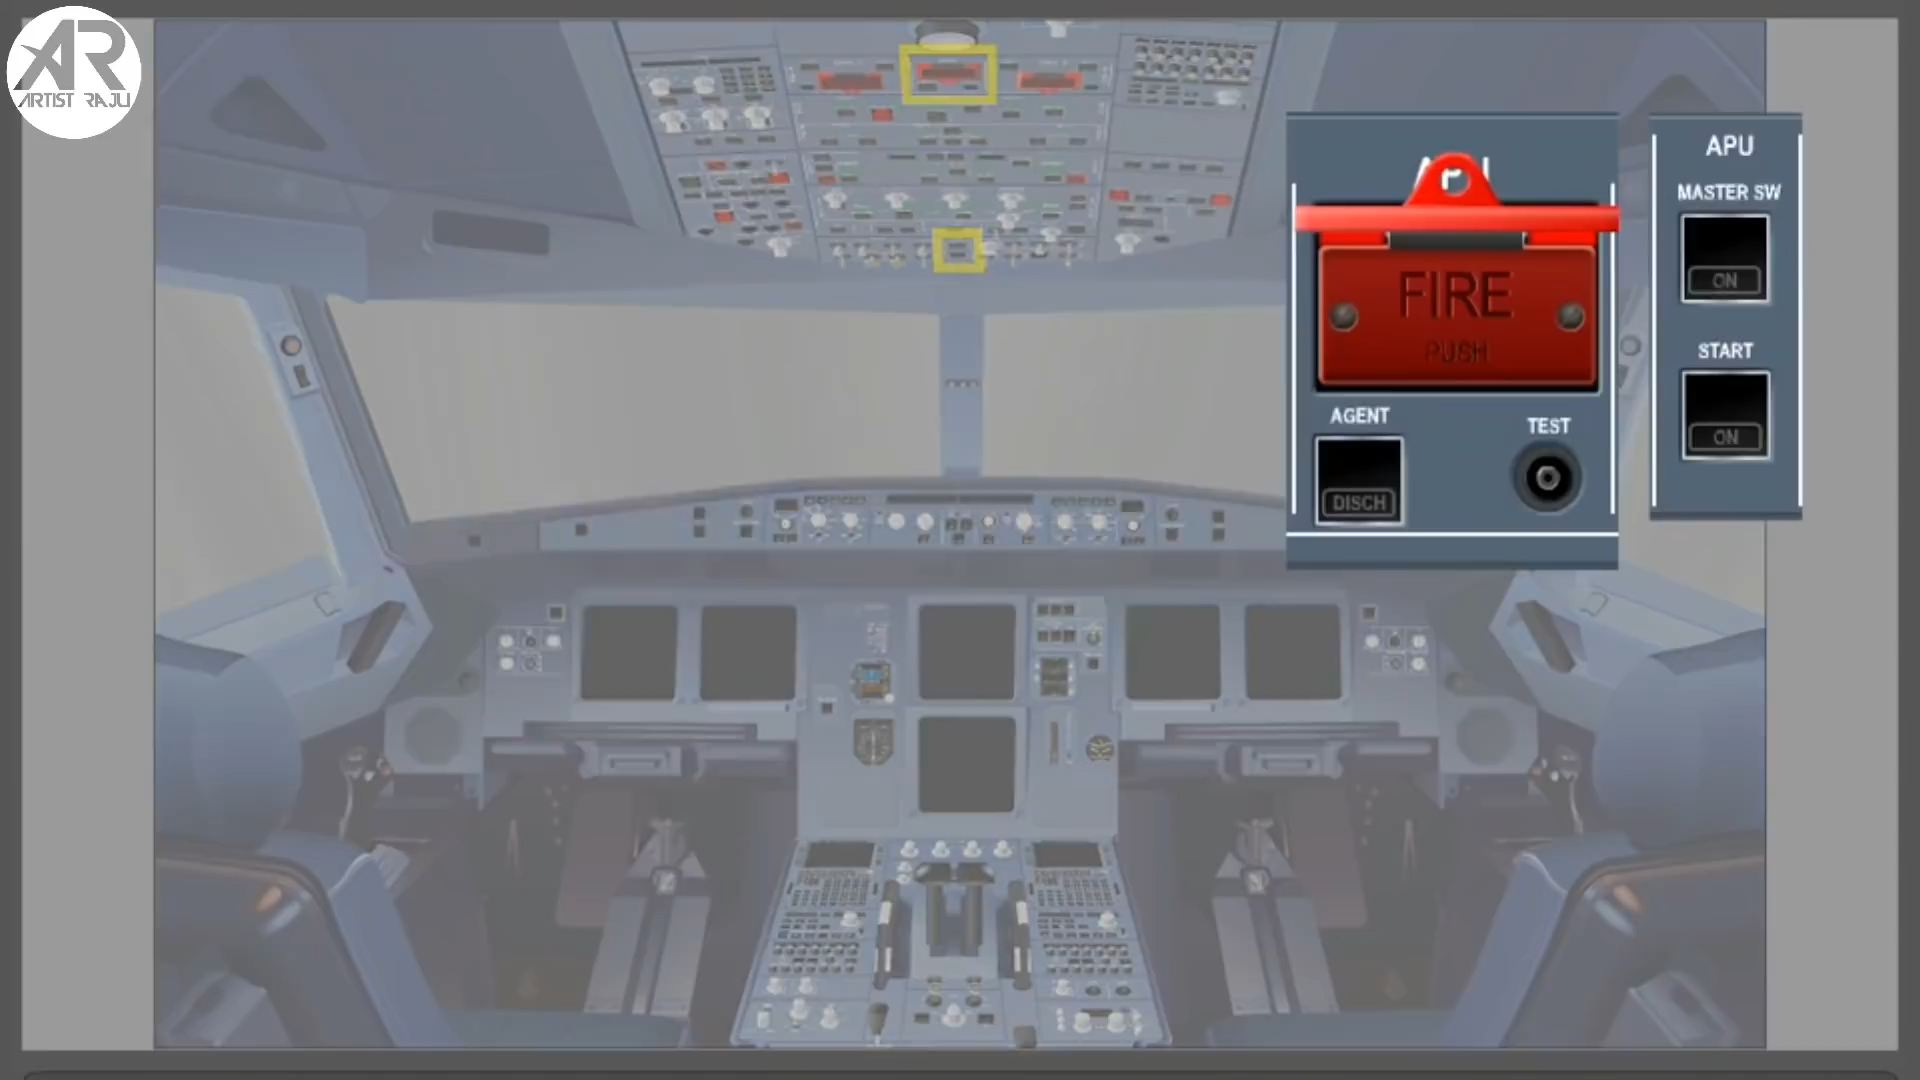 AR
ARTIST RAJU
FIRE
PUSH
AGENT
TEST
DISCH
APU
MASTER SW
ON
START
ON